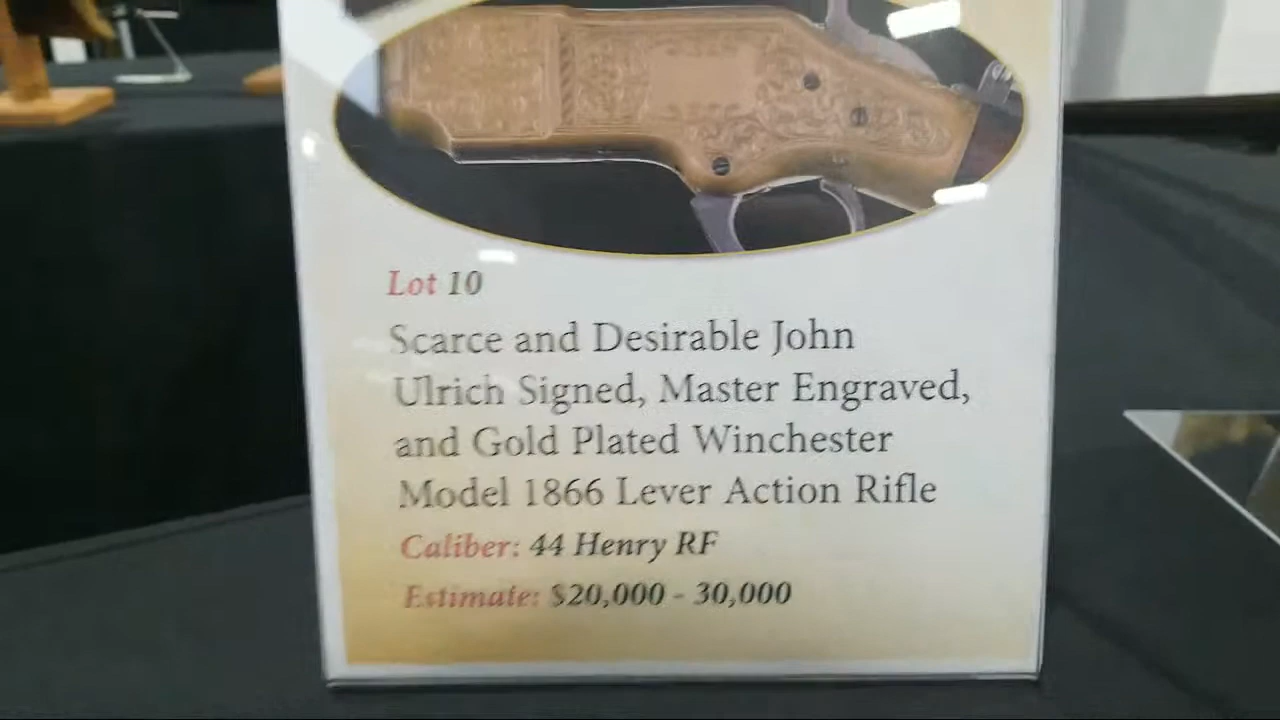 Lot 10
Scarce and Desirable John
Ulrich Signed, Master Engraved,
and Gold Plated Winchester
Model 1866 Lever Action Rifle
Caliber: 44 Henry RF
Estimate: $20,000 - 30,000